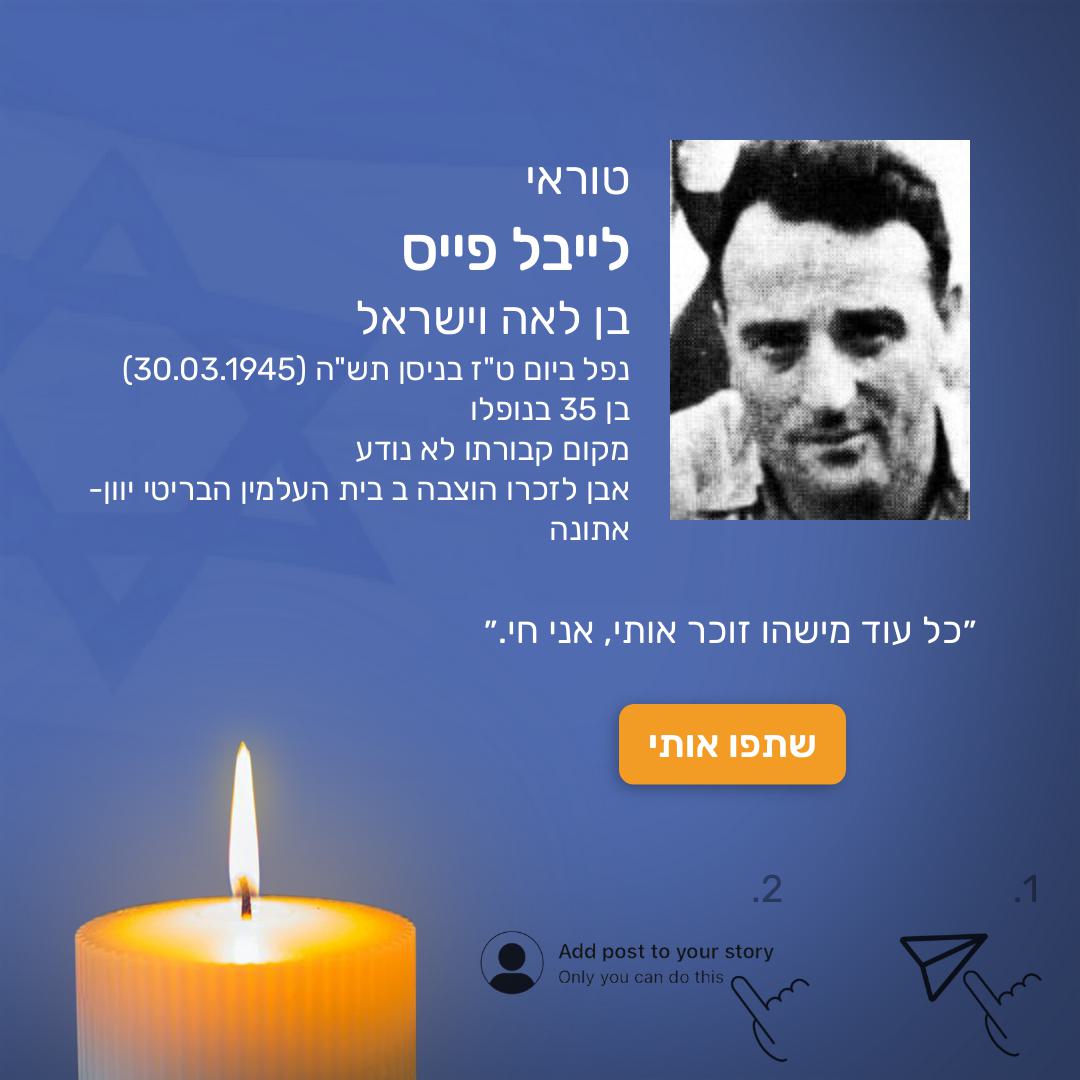 טוראי
לייבל פייס
בן לאה וישראל
נפל ביום ט"ז בניסן תש"ה (30.03.1945)
בן 35 בנופלו
מקום קבורתו לא נודע
אבן לזכרו הוצבה ב בית העלמין הבריטי יוון-
אתונה
״כל עוד מישהו זוכר אותי, אני חי.״
שתפו אותי
1.
2.
Add post to your story
Only you can do this